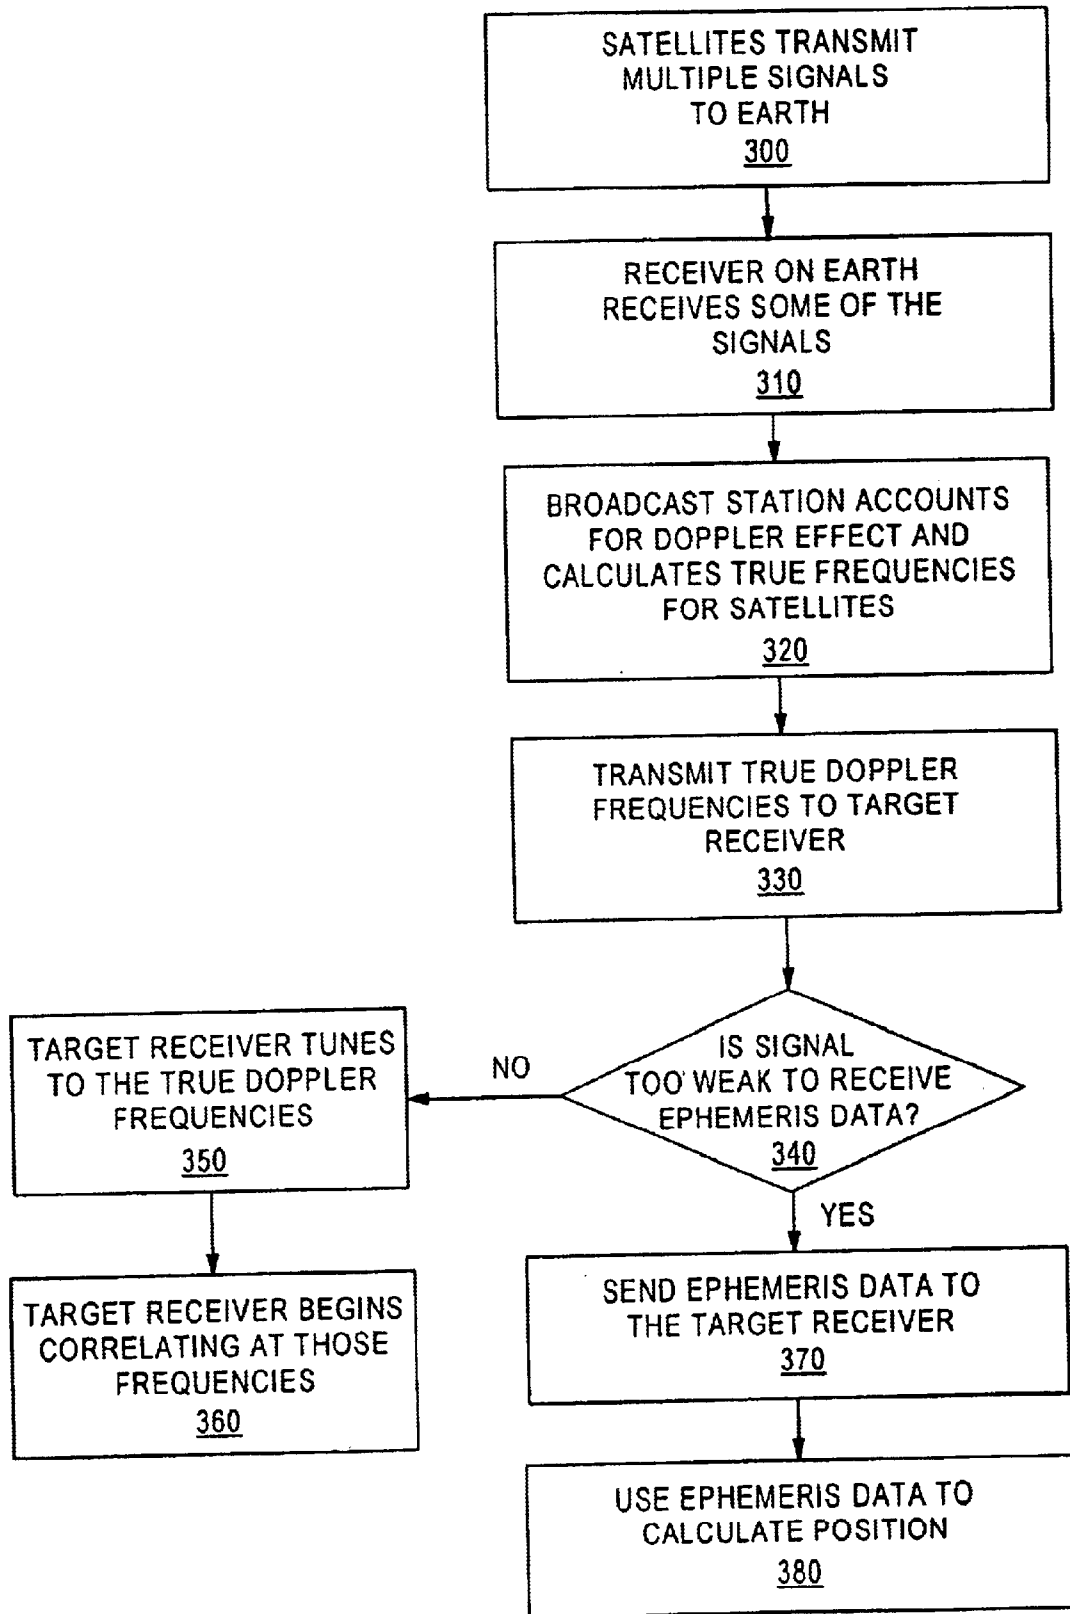 SATELLITES TRANSMIT
MULTIPLE SIGNALS
TO EARTH
300
RECEIVER ON EARTH
RECEIVES SOME OF THE
SIGNALS
310
BROADCAST STATION ACCOUNTS
FOR DOPPLER EFFECT AND
CALCULATES TRUE FREQUENCIES
FOR SATELLITES
320
TRANSMIT TRUE DOPPLER
FREQUENCIES TO TARGET
RECEIVER
330
IS SIGNAL
TOO WEAK TO RECEIVE
EPHEMERIS DATA?
340
NO
TARGET RECEIVER TUNES
TO THE TRUE DOPPLER
FREQUENCIES
350
TARGET RECEIVER BEGINS
CORRELATING AT THOSE
FREQUENCIES
360
YES
SEND EPHEMERIS DATA TO
THE TARGET RECEIVER
370
USE EPHEMERIS DATA TO
CALCULATE POSITION
380